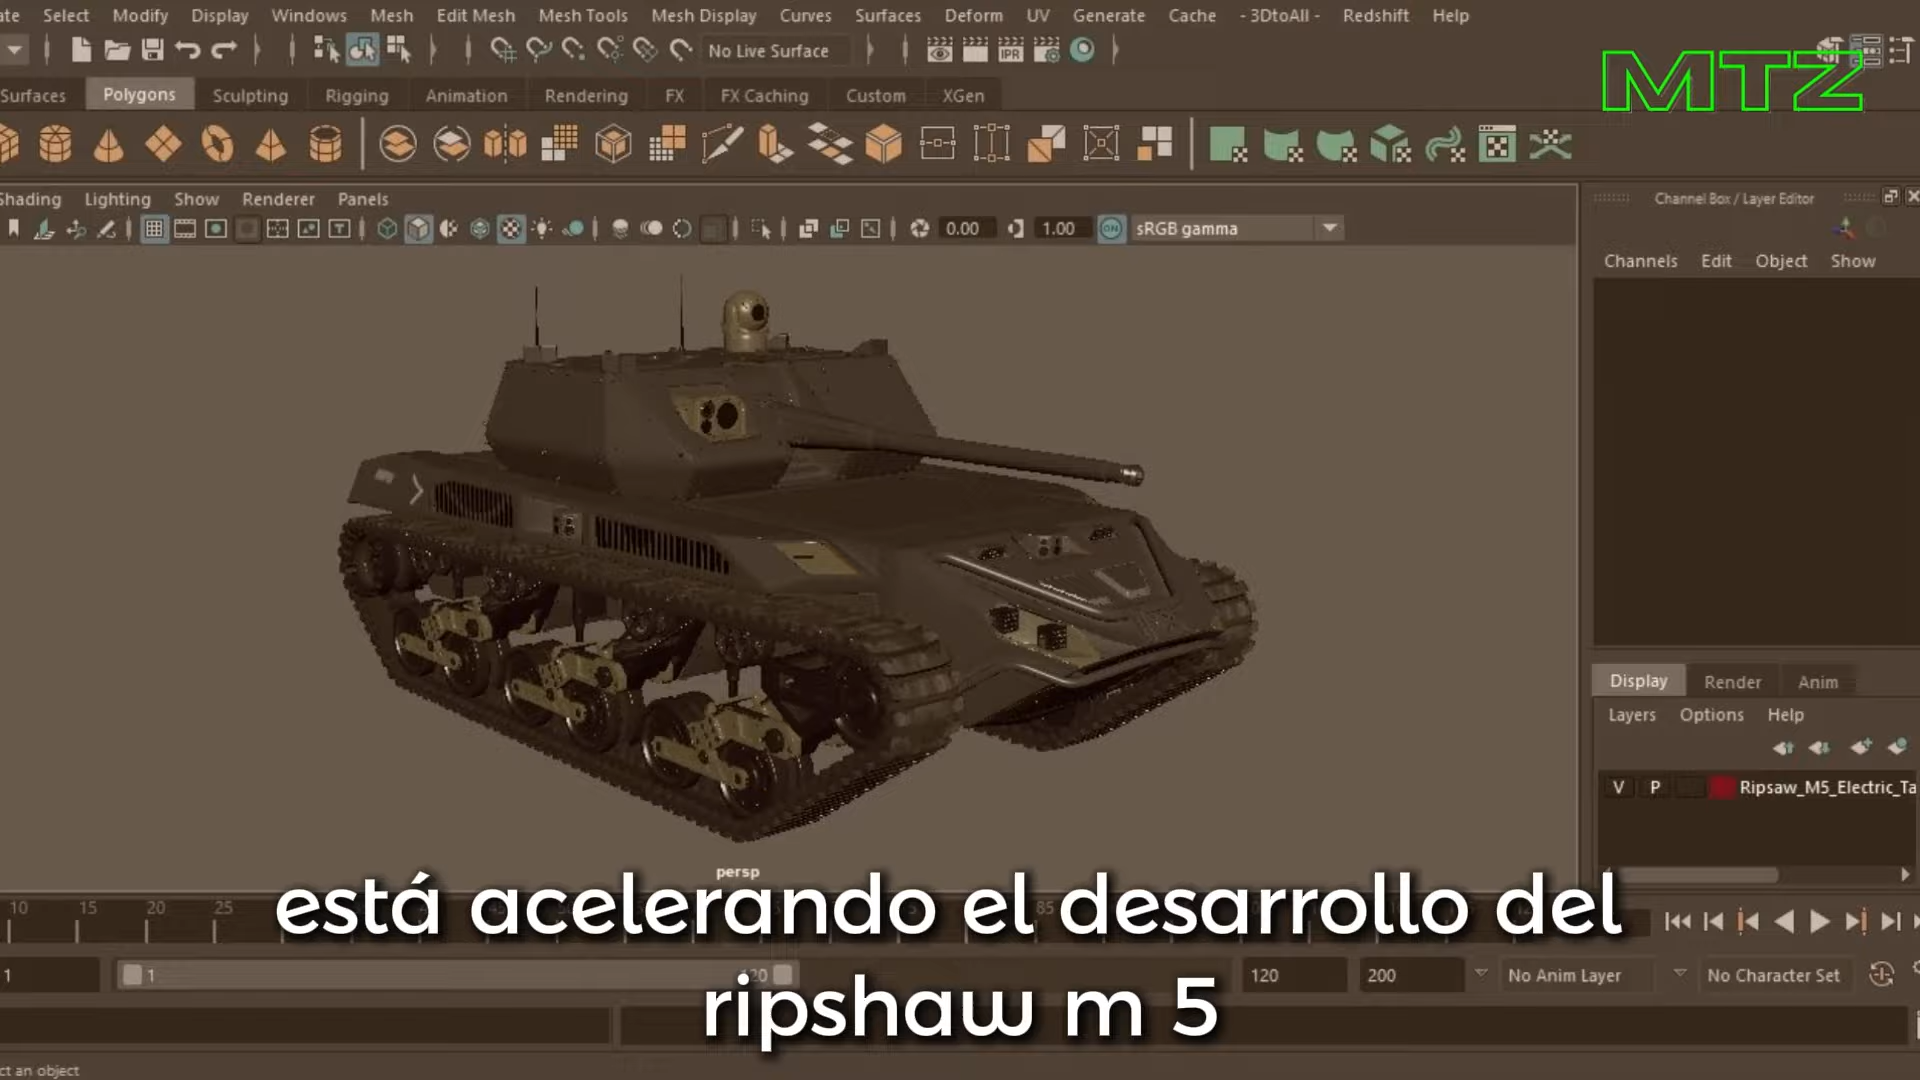 Select Modify Display Windows Mesh Edit Mesh Mesh Tools Mesh Display Curves Surfaces Deform UV Generate Cache - 3DtoAll - Redshift Help
No Live Surface
IPR
MTZ
Surfaces Polygons Sculpting Rigging Animation Rendering FX FX Caching Custom XGen
Shading Lighting Show Renderer Panels
0.00 1.00 ON sRGB gamma
Channel Box / Layer Editor
Channels Edit Object Show
Display Render Anim
Layers Options Help
V P Ripsaw_M5_Electric_Ta
persp
10 15 20 25 85
está acelerando el desarrollo del
1 1 120 120 200 No Anim Layer No Character Set
ripshaw m 5
ct an object